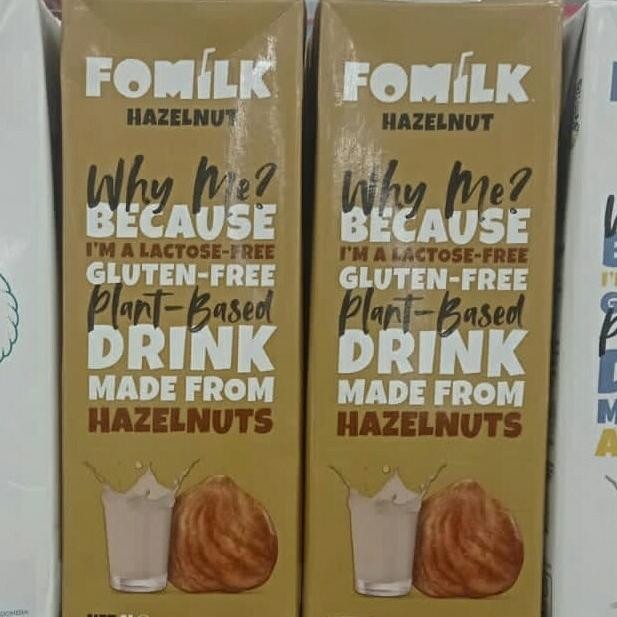 FOMILK
HAZELNUT
Why Me?
BECAUSE
I'M A LACTOSE-FREE
GLUTEN-FREE
Plant-Based
DRINK
MADE FROM
HAZELNUTS
FOMILK
HAZELNUT
Why Me?
BECAUSE
I'M A LACTOSE-FREE
GLUTEN-FREE
Plant-Based
DRINK
MADE FROM
HAZELNUTS